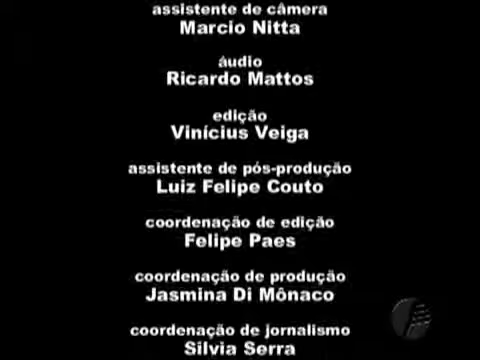 assistente de câmera
Marcio Nitta
áudio
Ricardo Mattos
edição
Vinícius Veiga
assistente de pós-produção
Luiz Felipe Couto
coordenação de edição
Felipe Paes
coordenação de produção
Jasmina Di Mônaco
coordenação de jornalismo
Silvia Serra